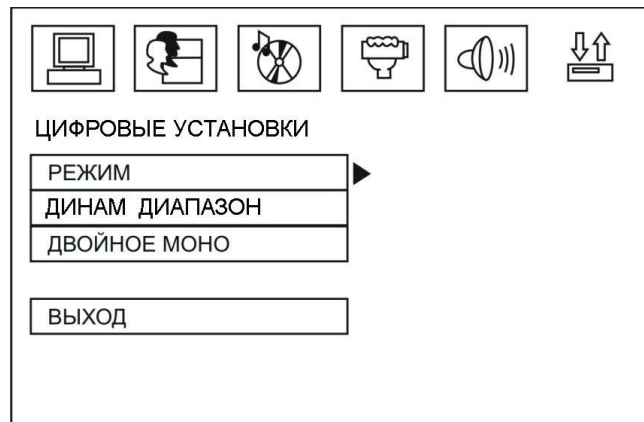 ЦИФРОВЫЕ УСТАНОВКИ
РЕЖИМ
ДИНАМ ДИАПАЗОН
ДВОЙНОЕ МОНО
ВЫХОД